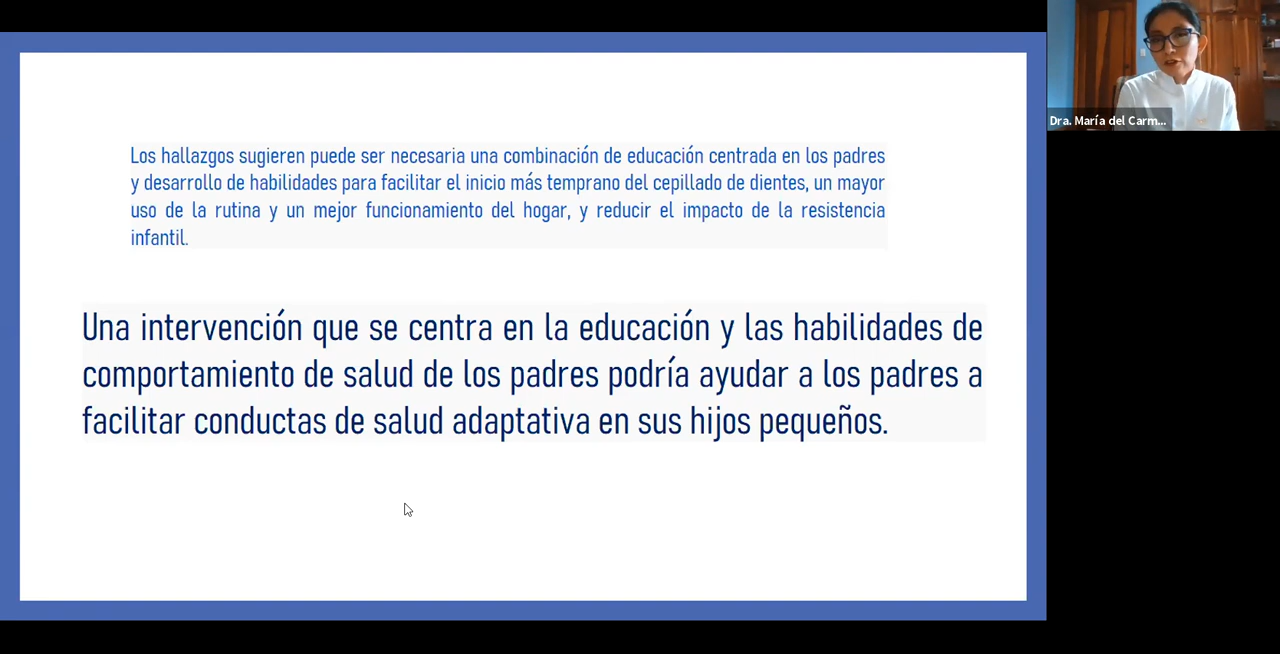 Los hallazgos sugieren puede ser necesaria una combinación de educación centrada en los padres
y desarrollo de habilidades para facilitar el inicio más temprano del cepillado de dientes, un mayor
uso de la rutina y un mejor funcionamiento del hogar, y reducir el impacto de la resistencia
infantil.
Una intervención que se centra en la educación y las habilidades de
comportamiento de salud de los padres podría ayudar a los padres a
facilitar conductas de salud adaptativa en sus hijos pequeños.
Dra. María del Carm...